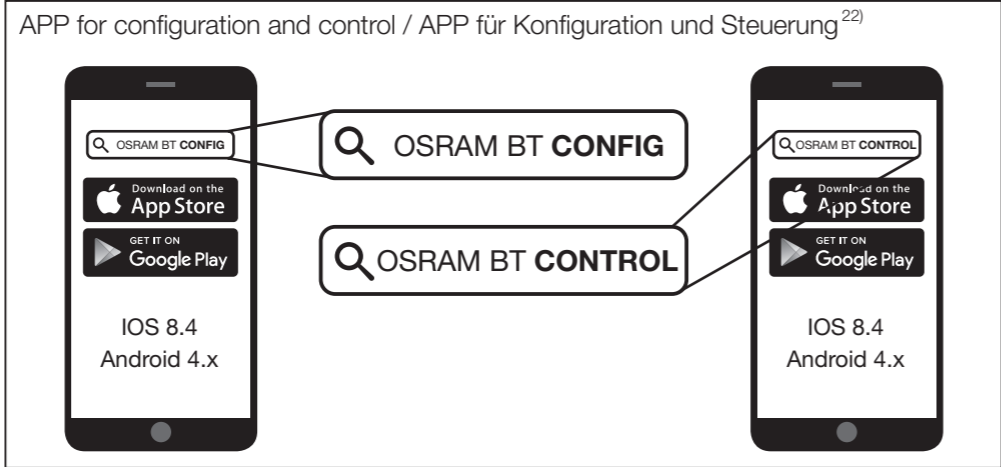 APP for configuration and control / APP für Konfiguration und Steuerung 22)
OSRAM BT CONFIG
Download on the
App Store
GET IT ON
Google Play
IOS 8.4
Android 4.x
OSRAM BT CONFIG
OSRAM BT CONTROL
OSRAM BT CONTROL
Download on the
App Store
GET IT ON
Google Play
IOS 8.4
Android 4.x